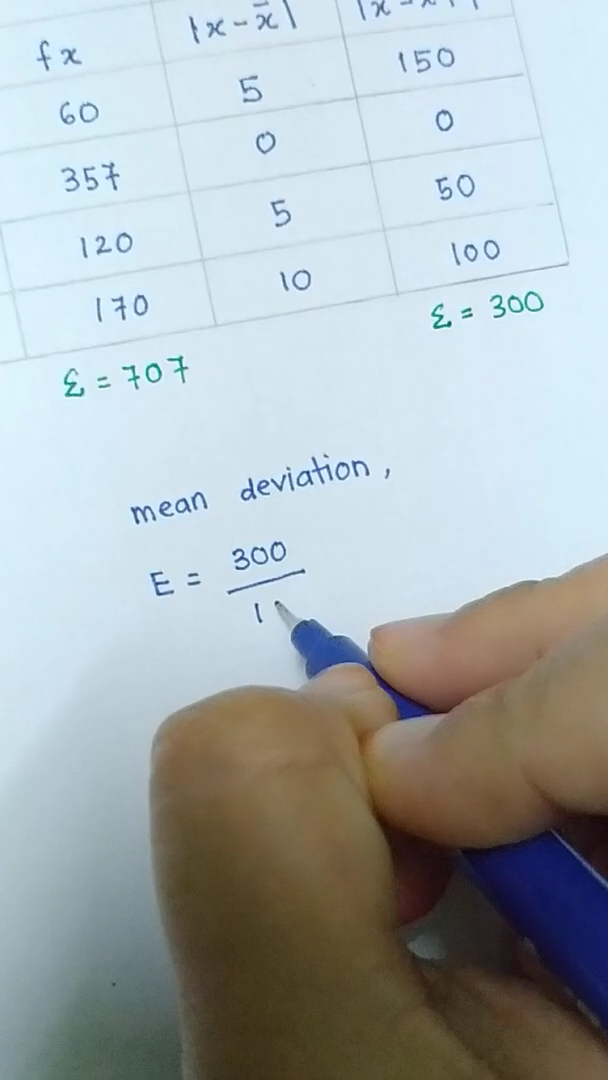 fx |x-x̄|
60 5 150
357 0 0
120 5 50
170 10 100
Σ = 707 Σ = 300
mean deviation,
E = 300
1